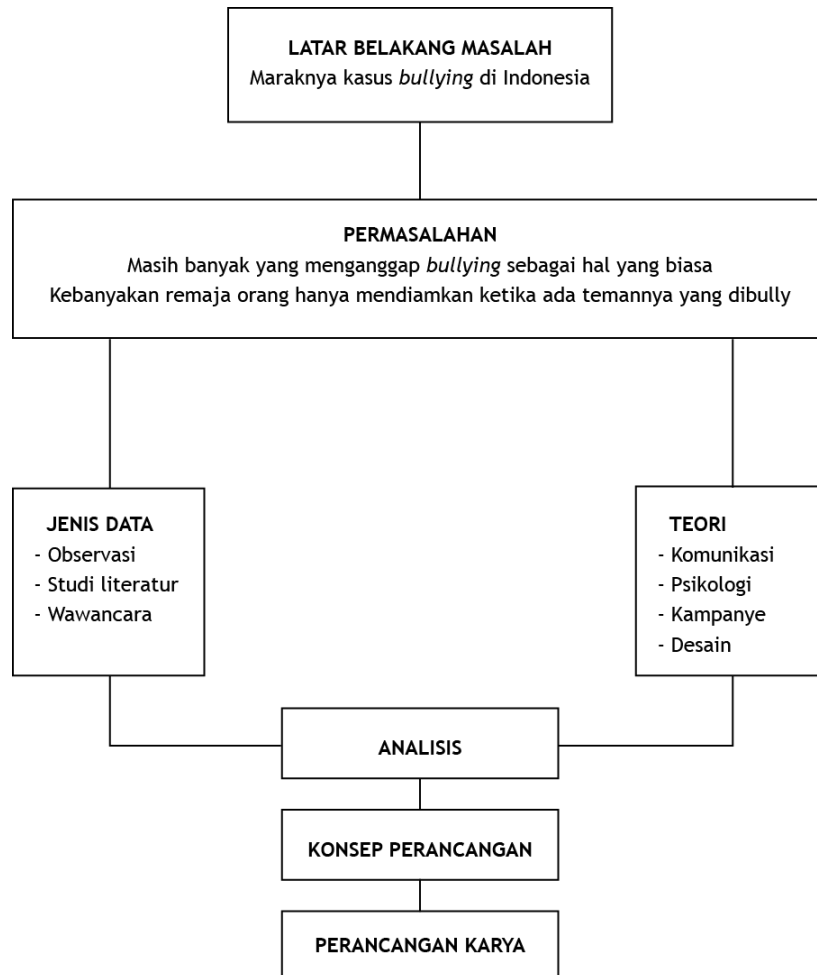 LATAR BELAKANG MASALAH
Maraknya kasus bullying di Indonesia
PERMASALAHAN
Masih banyak yang menganggap bullying sebagai hal yang biasa
Kebanyakan remaja orang hanya mendiamkan ketika ada temannya yang dibully
JENIS DATA
- Observasi
- Studi literatur
- Wawancara
TEORI
- Komunikasi
- Psikologi
- Kampanye
- Desain
ANALISIS
KONSEP PERANCANGAN
PERANCANGAN KARYA